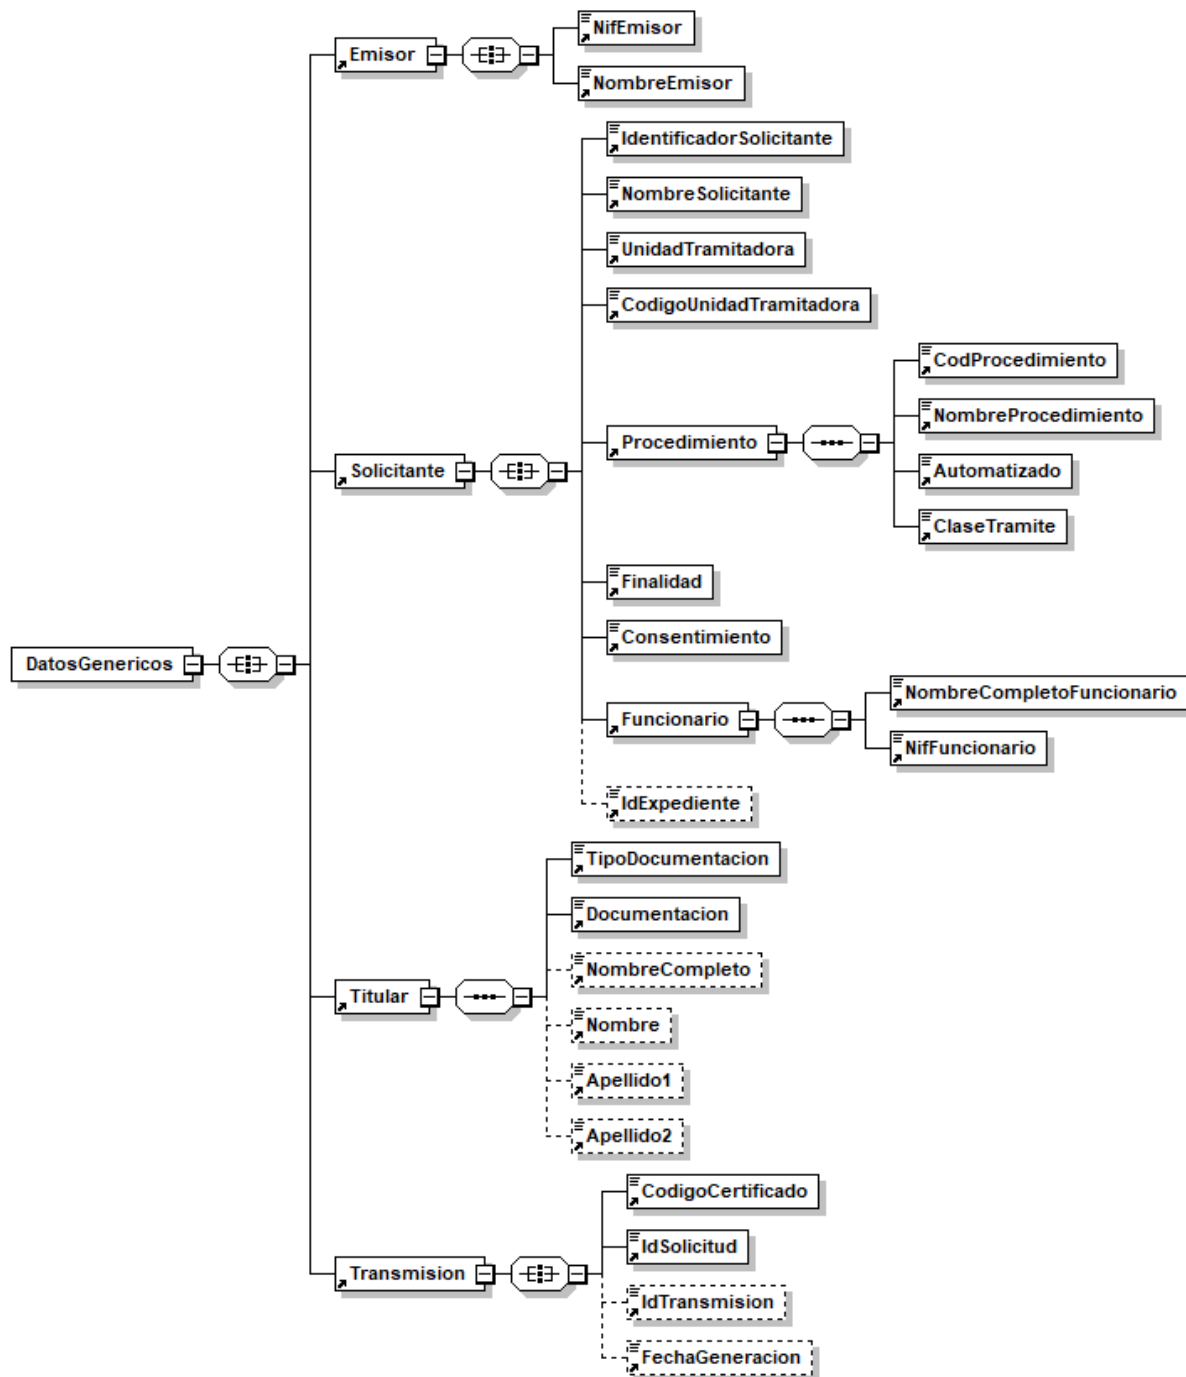 NifEmisor
Emisor
NombreEmisor
IdentificadorSolicitante
NombreSolicitante
UnidadTramitadora
CodigoUnidadTramitadora
CodProcedimiento
NombreProcedimiento
Procedimiento
Solicitante
Automatizado
ClaseTramite
Finalidad
Consentimiento
DatosGenericos
NombreCompletoFuncionario
Funcionario
NifFuncionario
IdExpediente
TipoDocumentacion
Documentacion
NombreCompleto
Titular
Nombre
Apellido1
Apellido2
CodigoCertificado
IdSolicitud
Transmision
IdTransmision
FechaGeneracion